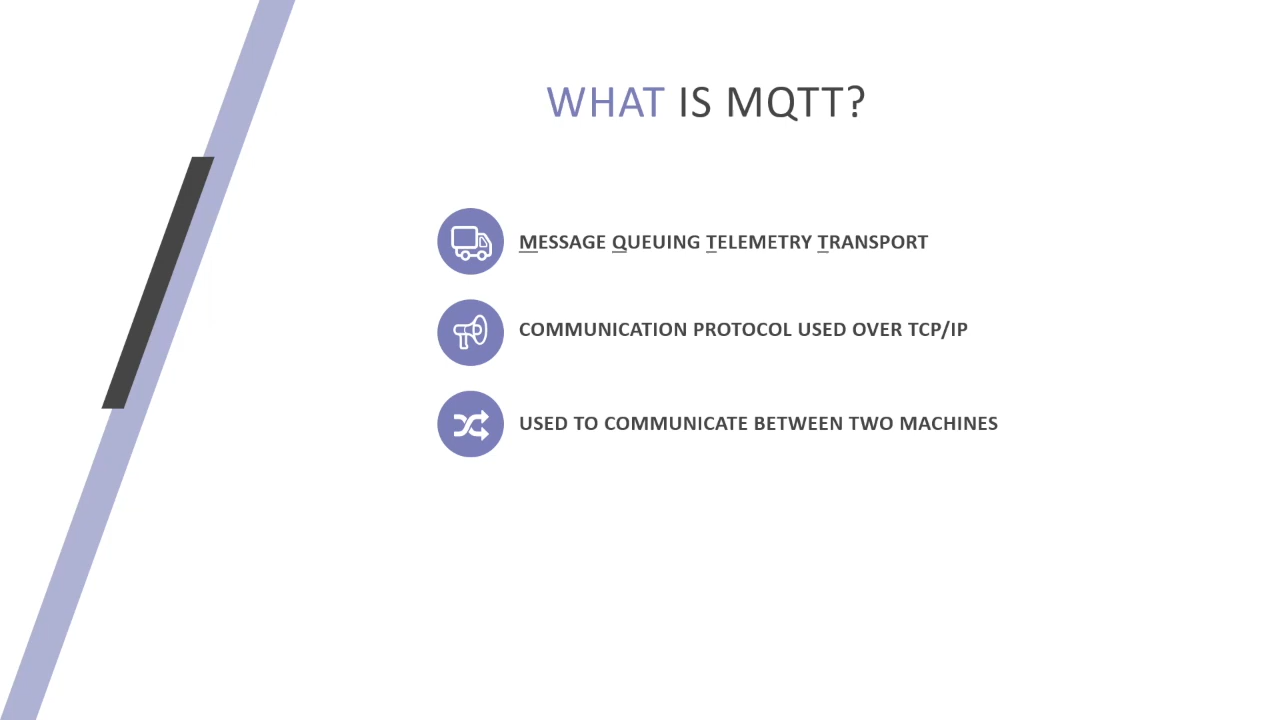 WHAT IS MQTT?
MESSAGE QUEUING TELEMETRY TRANSPORT
COMMUNICATION PROTOCOL USED OVER TCP/IP
USED TO COMMUNICATE BETWEEN TWO MACHINES